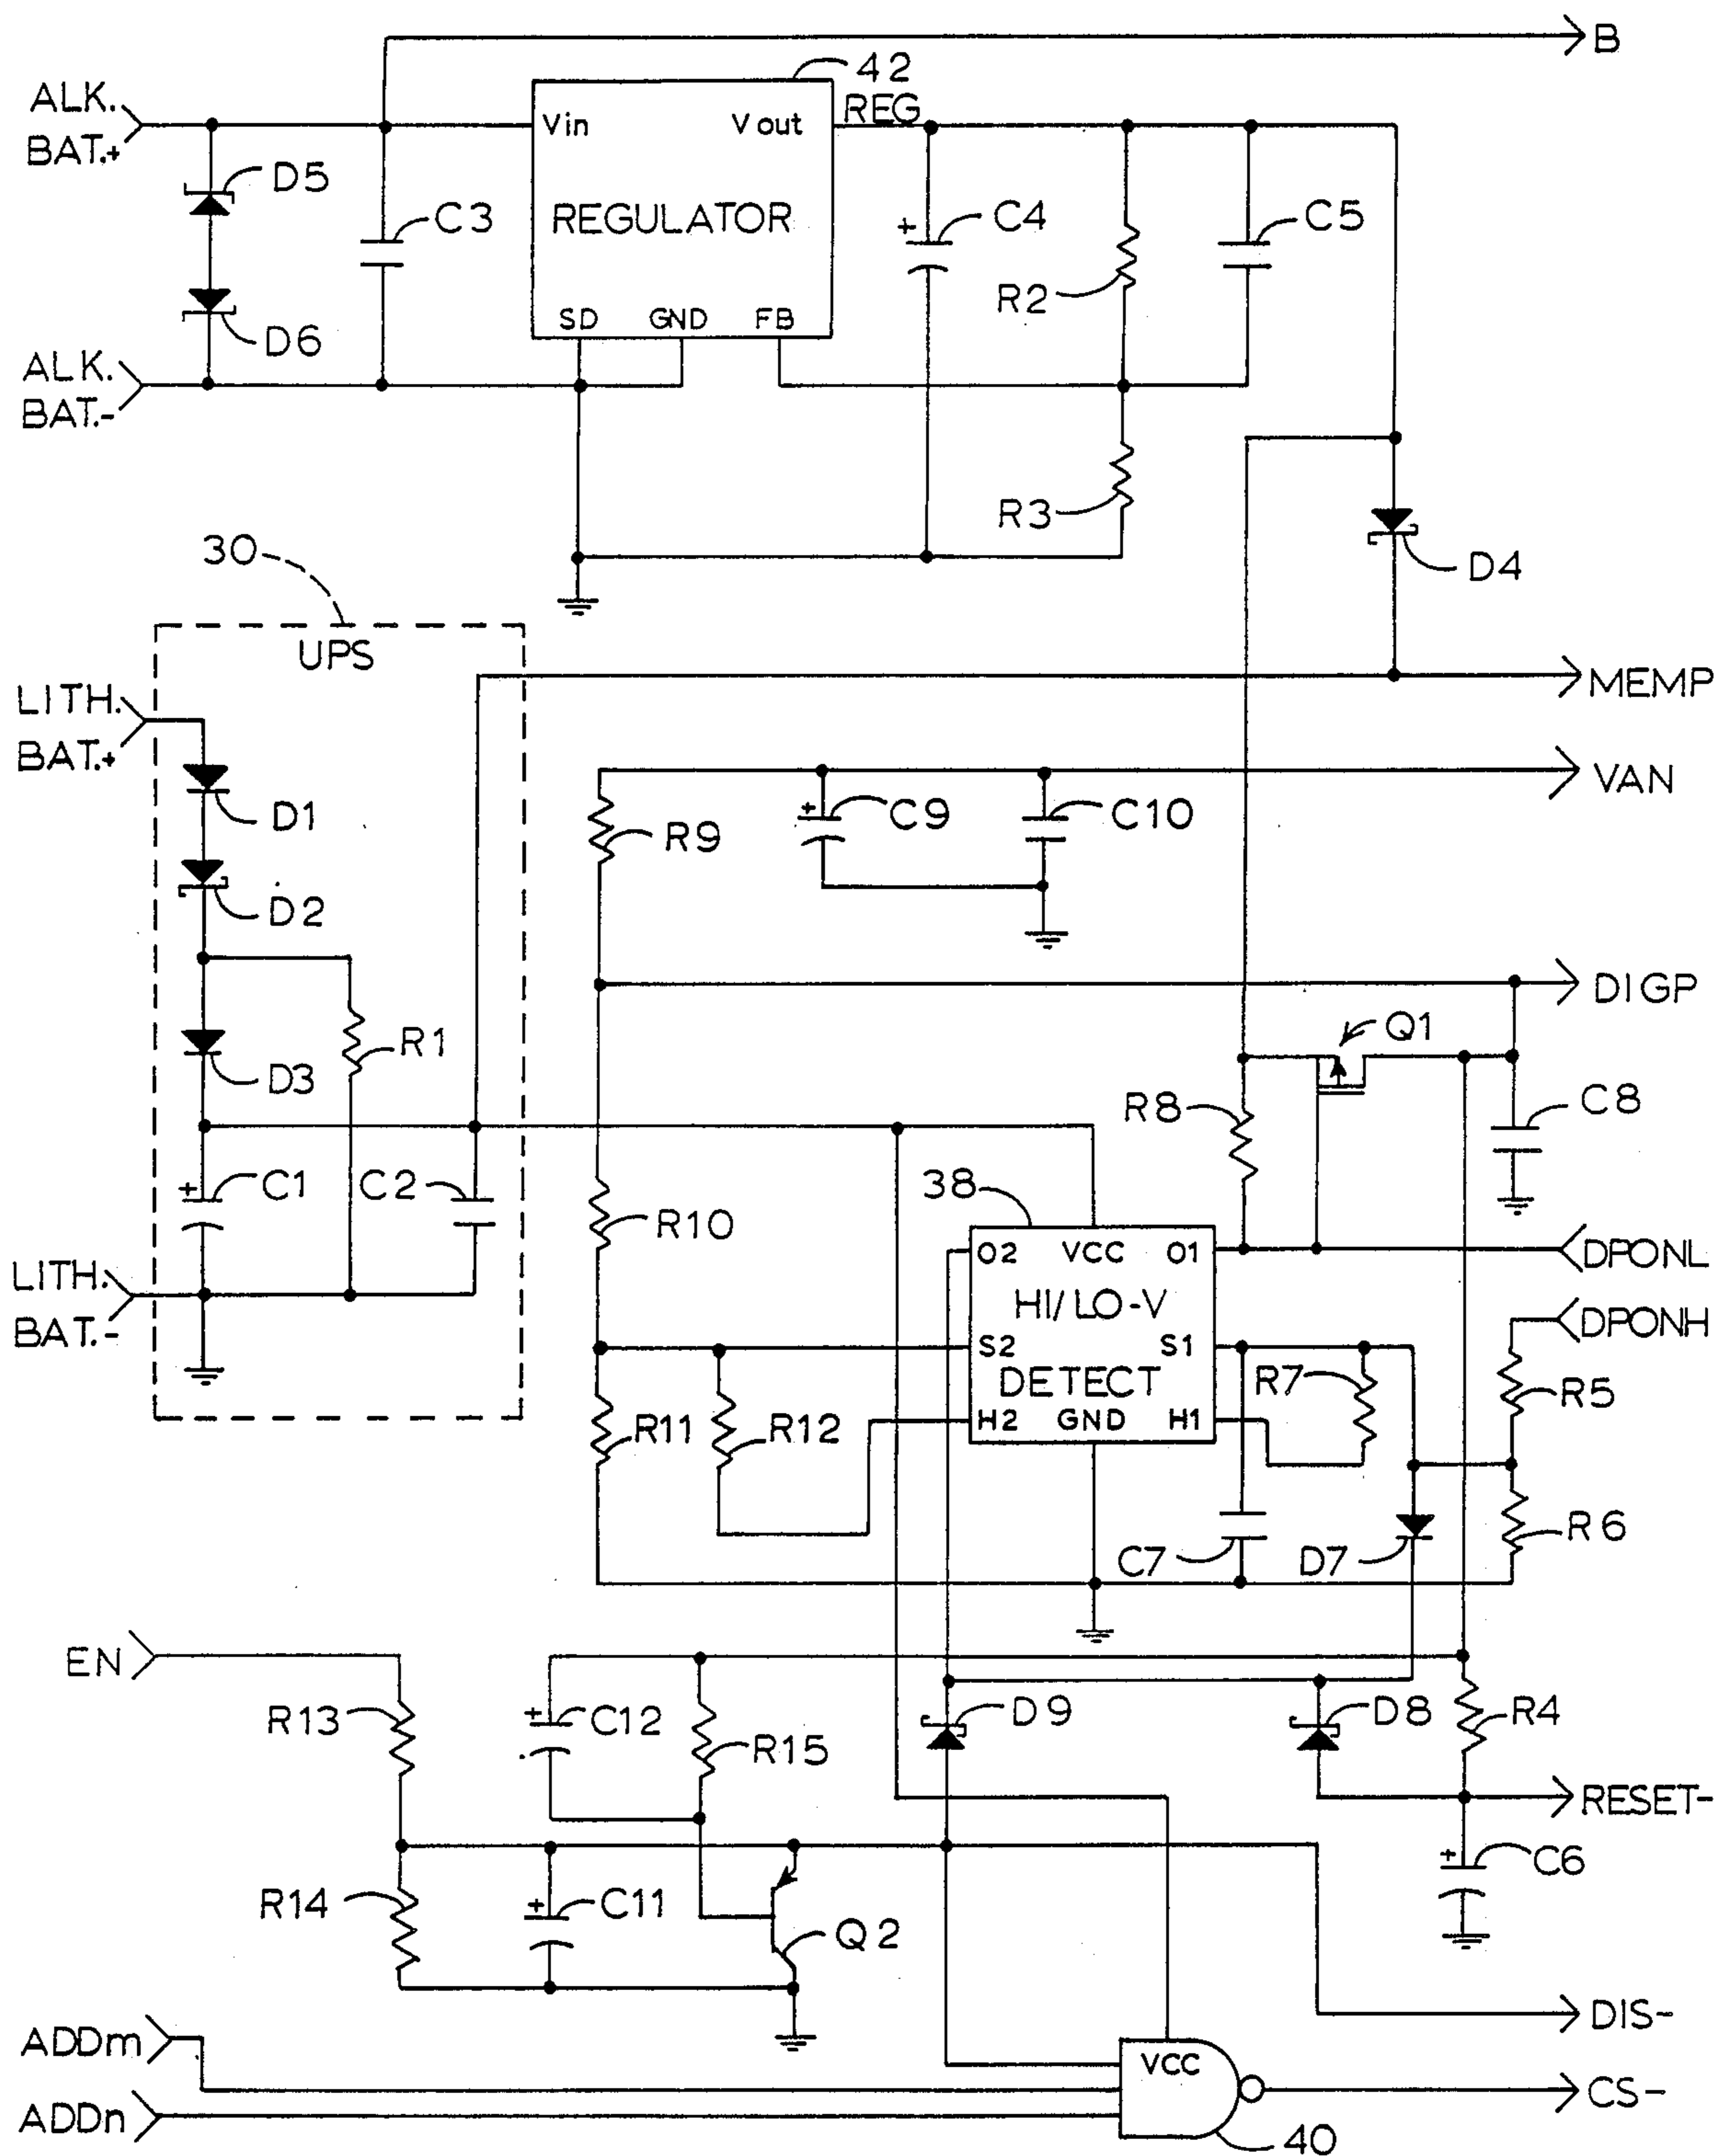 B
42
ALK.
BAT.+
Vin
Vout
REG
D5
C3
REGULATOR
C4
C5
R2
D6
SD
GND
FB
ALK.
BAT.-
R3
D4
30
UPS
LITH.
BAT.+
MEMP
VAN
D1
R9
C9
C10
D2
DIGP
Q1
D3
R1
R8
C8
C1
C2
R10
38
O2
VCC
O1
DPONL
LITH.
BAT.-
HI/LO-V
DPONH
S2
S1
DETECT
R7
R5
R11
R12
H2
GND
H1
C7
D7
R6
EN
R13
C12
R15
D9
D8
R4
RESET-
R14
C11
Q2
C6
DIS-
ADDm
VCC
CS-
ADDn
40